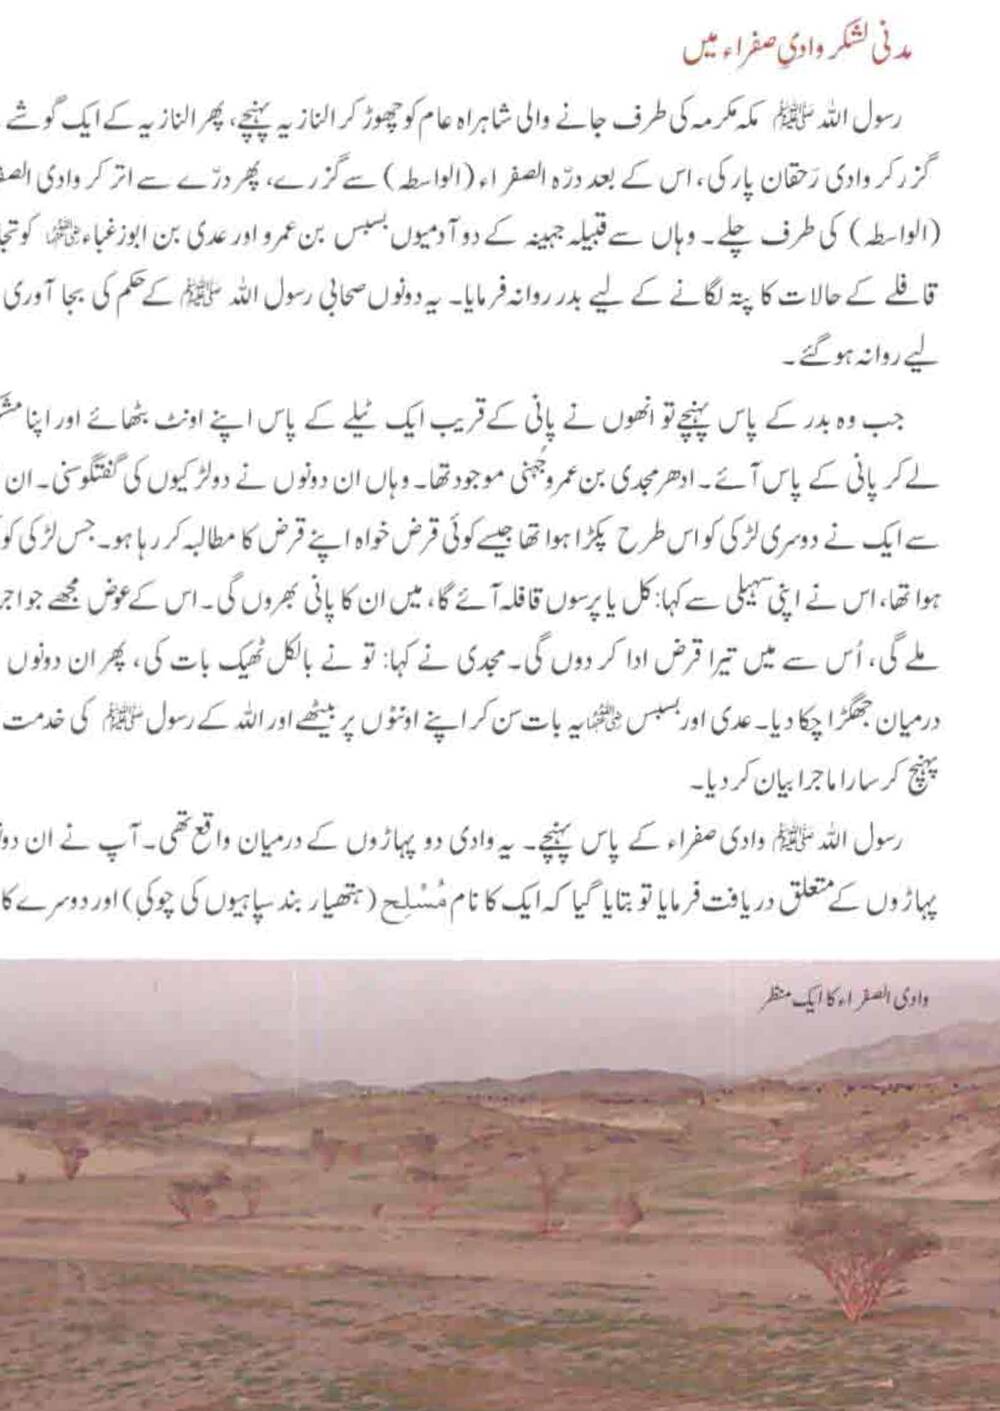 مدنی لشکر وادیِ صفراء میں
رسول اللہ ﷺ مکہ مکرمہ کی طرف جانے والی شاہراہ عام کو چھوڑ کر النازیہ پہنچے، پھر النازیہ کے ایک گوشے
گزر کر وادی رَحقان پار کی، اس کے بعد درّہ الصفراء (الواسطہ) سے گزرے، پھر درّے سے اتر کر وادی
(الواسطہ) کی طرف چلے۔ وہاں سے قبیلہ جہینہ کے دو آدمیوں بسبس بن عمرو اور عدی بن ابوزغباء رضی اللہ عنہما کو
قافلے کے حالات کا پتہ لگانے کے لیے بدر روانہ فرمایا۔ یہ دونوں صحابی رسول اللہ ﷺ کے حکم کی بجا آوری
لیے روانہ ہو گئے۔
جب وہ بدر کے پاس پہنچے تو انھوں نے پانی کے قریب ایک ٹیلے کے پاس اپنے اونٹ بٹھائے اور اپنا
لے کر پانی کے پاس آئے۔ ادھر مجدی بن عمرو جُہنی موجود تھا۔ وہاں ان دونوں نے دو لڑکیوں کی گفتگو سنی۔ ان
سے ایک نے دوسری لڑکی کو اس طرح پکڑا ہوا تھا جیسے کوئی قرض خواہ اپنے قرض کا مطالبہ کر رہا ہو۔ جس لڑکی کو
ہوا تھا، اس نے اپنی سہیلی سے کہا: کل یا پرسوں قافلہ آئے گا، میں ان کا پانی بھروں گی۔ اس کے عوض مجھے جو
ملے گی، اُس سے میں تیرا قرض ادا کر دوں گی۔ مجدی نے کہا: تو نے بالکل ٹھیک بات کی، پھر ان دونوں
درمیان جھگڑا چکا دیا۔ عدی اور بسبس رضی اللہ عنہما یہ بات سن کر اپنے اونٹوں پر بیٹھے اور اللہ کے رسول ﷺ کی خدمت
پہنچ کر سارا ماجرا بیان کر دیا۔
رسول اللہ ﷺ وادی صفراء کے پاس پہنچے۔ یہ وادی دو پہاڑوں کے درمیان واقع تھی۔ آپ نے ان
پہاڑوں کے متعلق دریافت فرمایا تو بتایا گیا کہ ایک کا نام مُسْلِح (ہتھیار بند سپاہیوں کی چوکی) اور دوسرے کا
وادی الصفراء کا ایک منظر